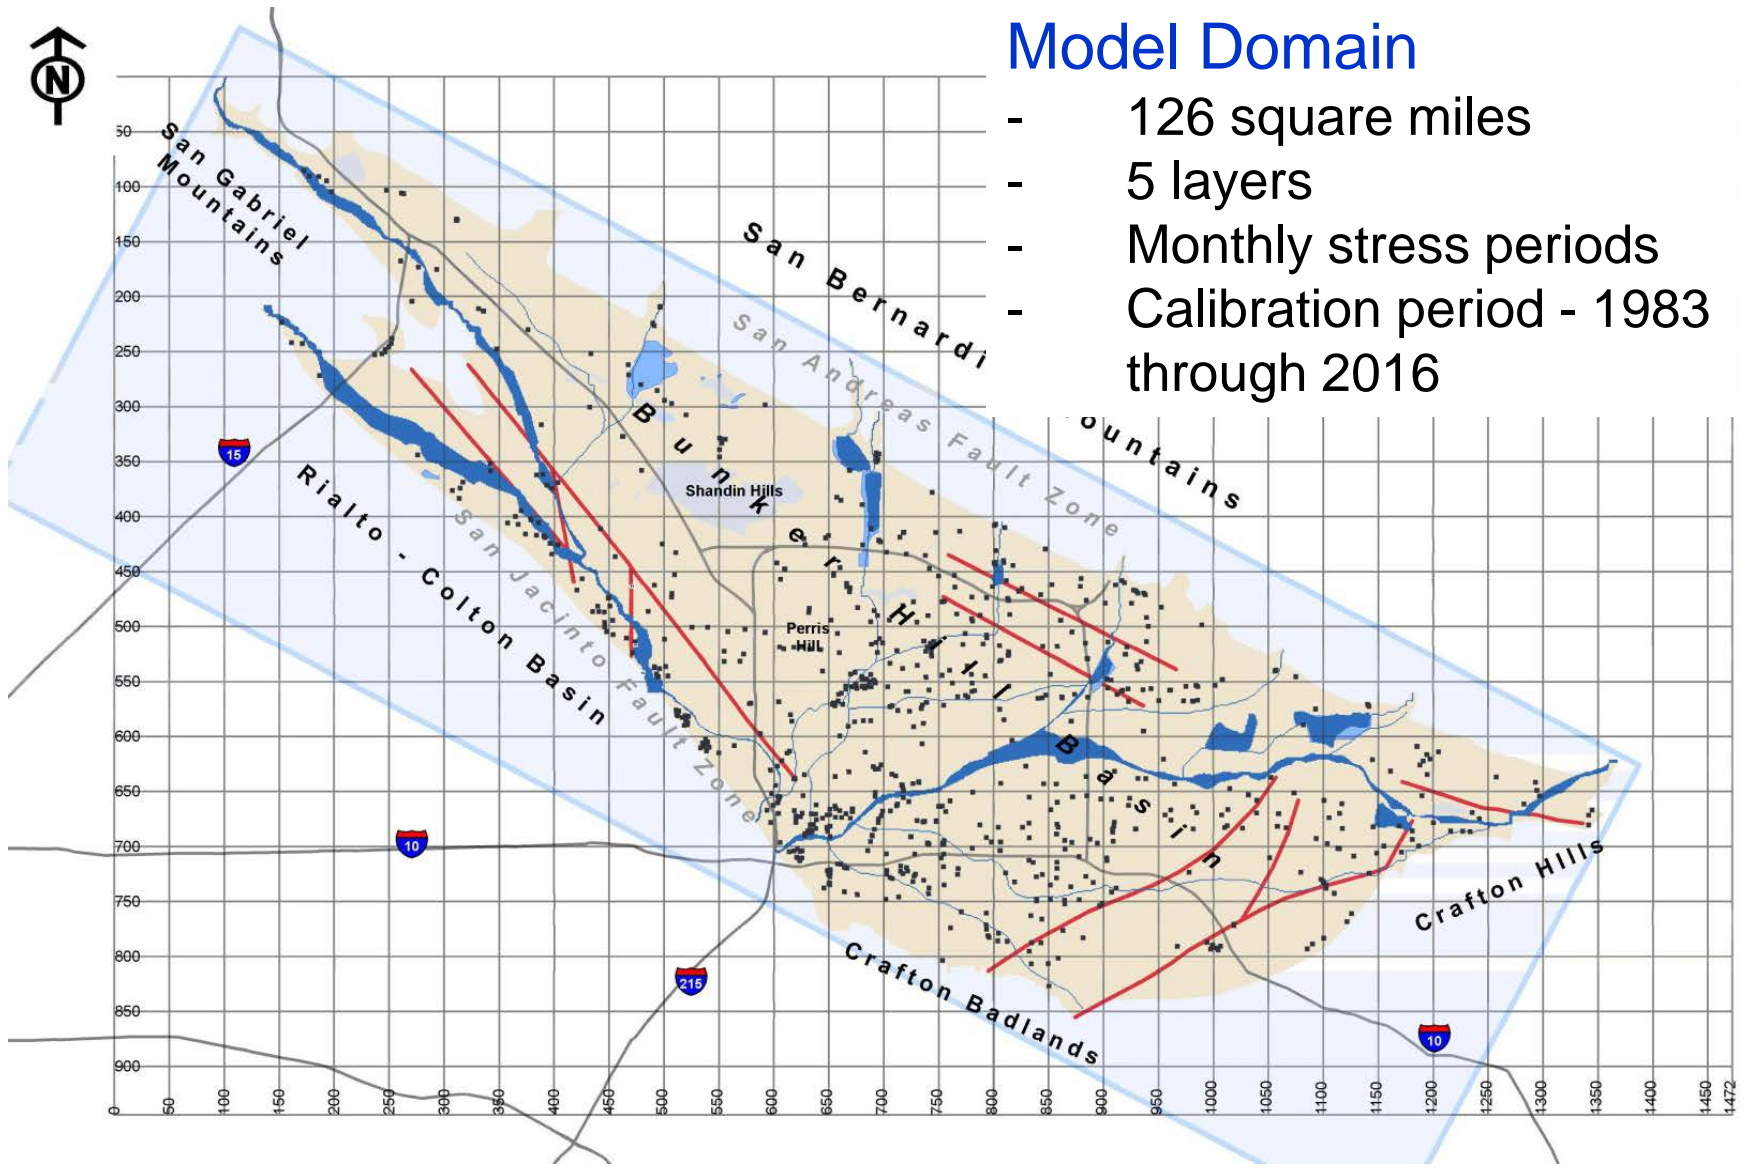 Model Domain
- 126 square miles
- 5 layers
- Monthly stress periods
- Calibration period - 1983
through 2016
N
San Gabriel
Mountains
San Bernardi
ountains
San Andreas Fault Zone
Bunker Hill Basin
Shandin Hills
Perris
Hill
Rialto - Colton Basin
San Jacinto Fault Zone
Crafton Badlands
Crafton HIlls
15
10
215
10
50
100
150
200
250
300
350
400
450
500
550
600
650
700
750
800
850
900
0 50 100 150 200 250 300 350 400 450 500 550 600 650 700 750 800 850 900 950 1000 1050 1100 1150 1200 1250 1300 1350 1400 1450 1472